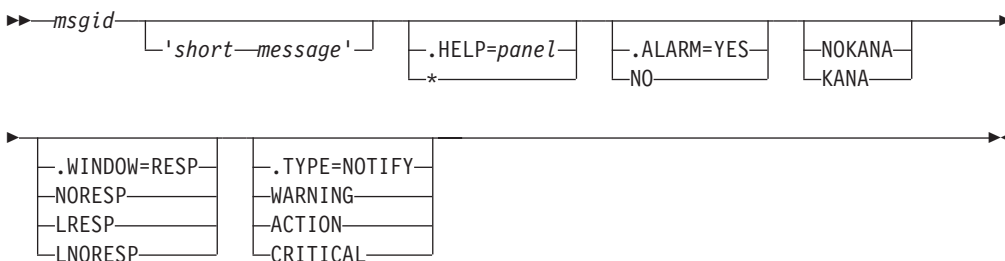 msgid
'short message' .HELP=panel .ALARM=YES NOKANA
* NO KANA
.WINDOW=RESP .TYPE=NOTIFY
NORESP WARNING
LRESP ACTION
LNORESP CRITICAL